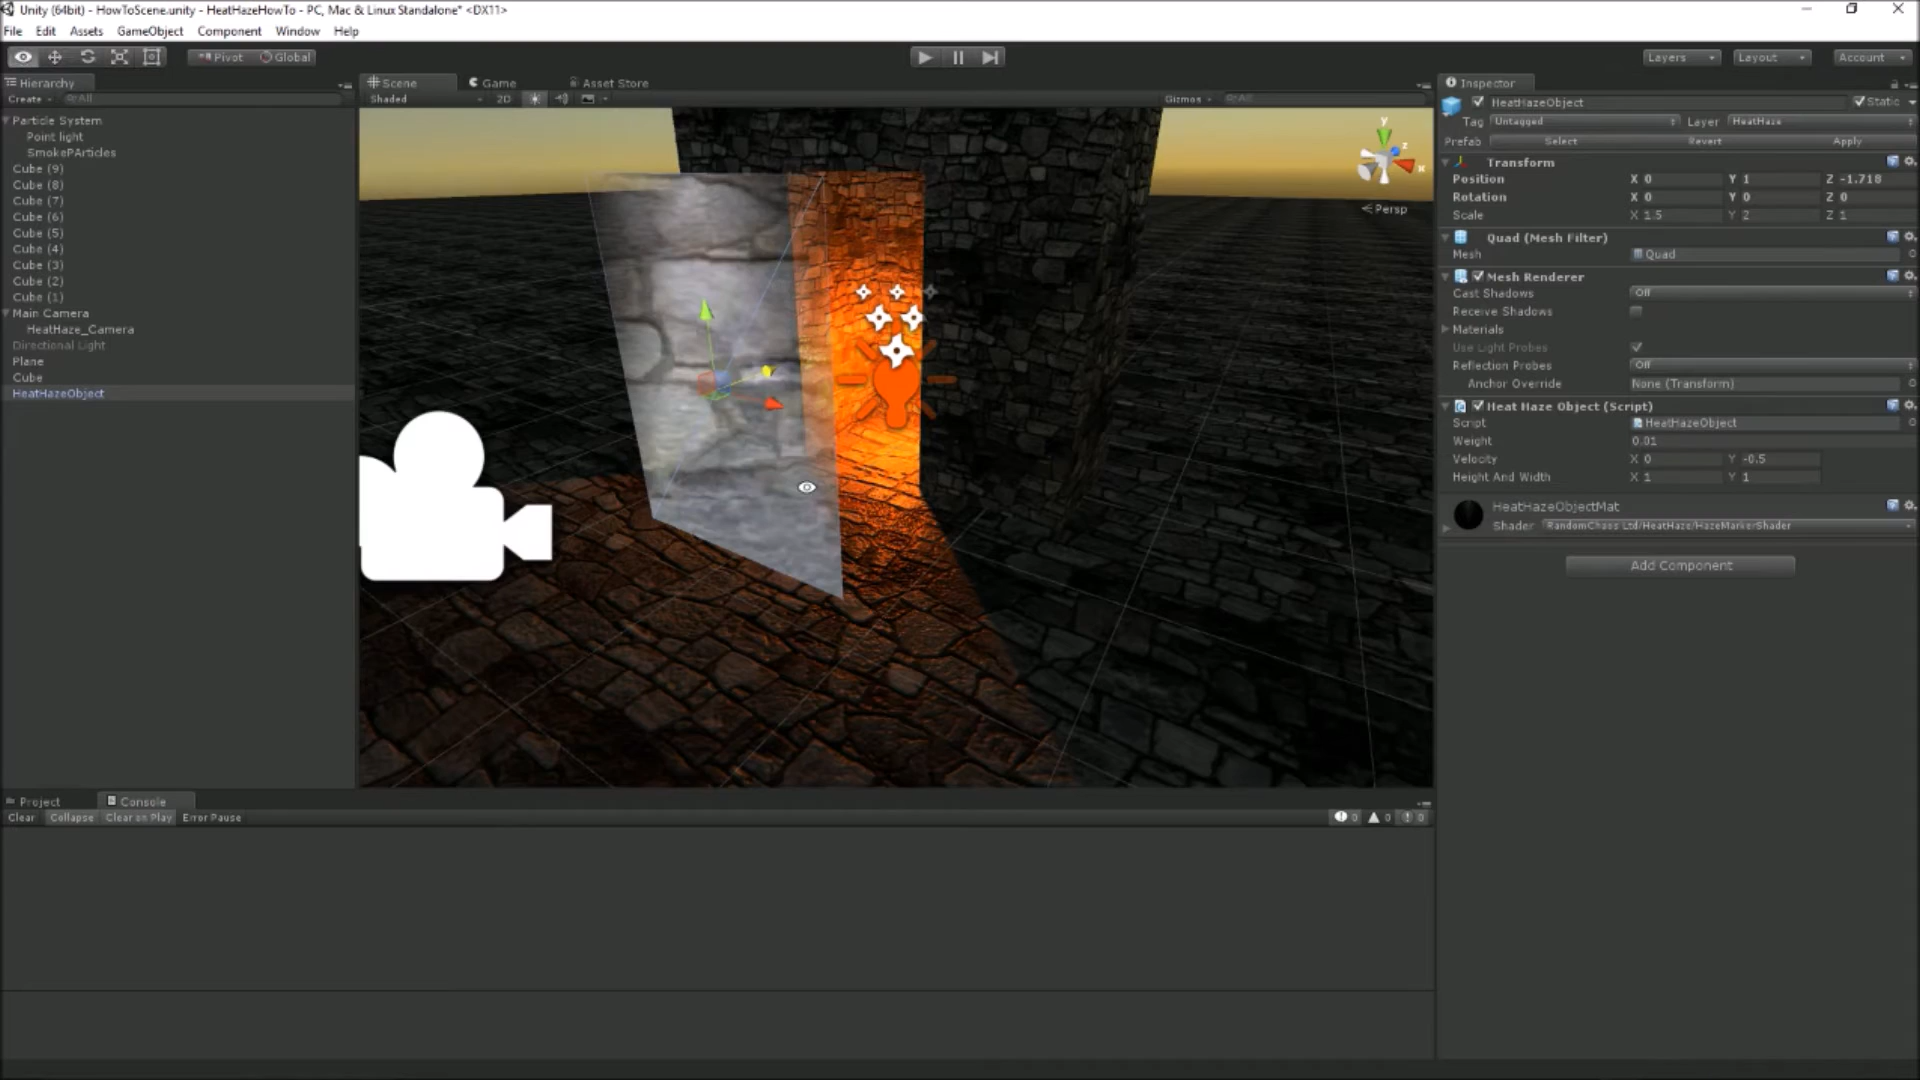 Unity (64bit) - HowToScene.unity - HeatHazeHowTo - PC, Mac & Linux Standalone* <DX11>
File Edit Assets GameObject Component Window Help
Pivot Global Layers Layout Account
Hierarchy
Create All
Particle System
Point light
SmokePArticles
Cube (9)
Cube (8)
Cube (7)
Cube (6)
Cube (5)
Cube (4)
Cube (3)
Cube (2)
Cube (1)
Main Camera
HeatHaze_Camera
Directional Light
Plane
Cube
HeatHazeObject
Scene Game Asset Store
Shaded 2D Gizmos All
y
z
x
Persp
Inspector
HeatHazeObject Static
Tag Untagged Layer HeatHaze
Prefab Select Revert Apply
Transform
Position X 0 Y 1 Z -1.718
Rotation X 0 Y 0 Z 0
Scale X 1.5 Y 2 Z 1
Quad (Mesh Filter)
Mesh Quad
Mesh Renderer
Cast Shadows Off
Receive Shadows
Materials
Use Light Probes
Reflection Probes Off
Anchor Override None (Transform)
Heat Haze Object (Script)
Script HeatHazeObject
Weight 0.01
Velocity X 0 Y -0.5
Height And Width X 1 Y 1
HeatHazeObjectMat
Shader RandomChaos Ltd/HeatHaze/HazeMarkerShader
Add Component
Project Console
Clear Collapse Clear on Play Error Pause 0 0 0